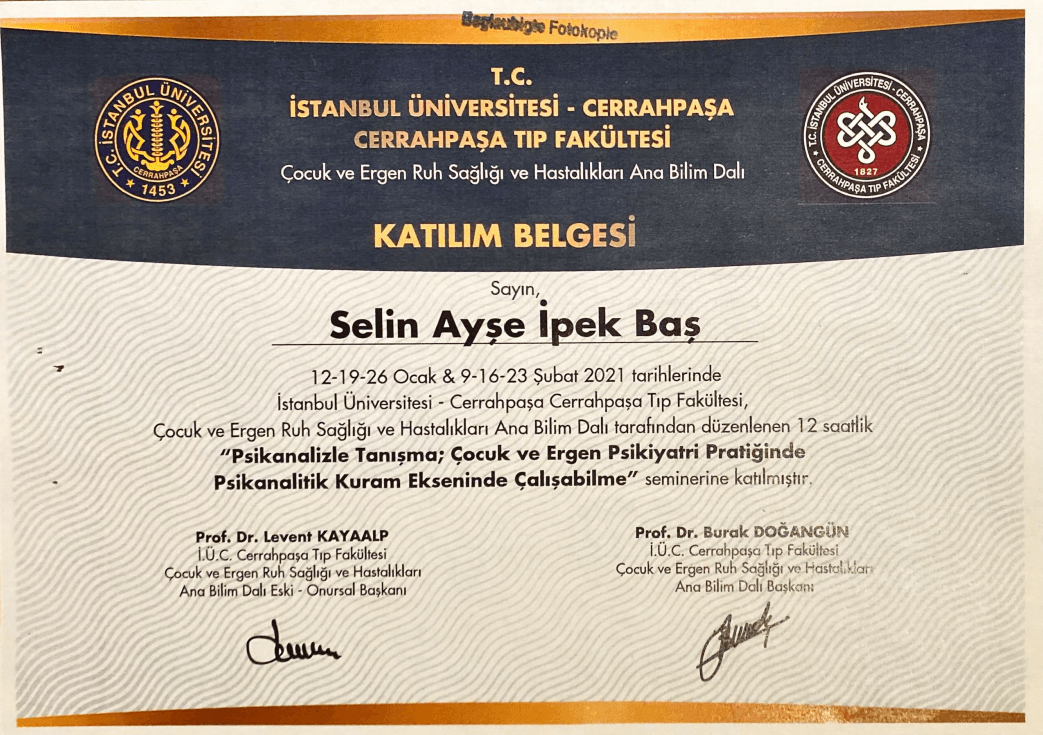 Beglaubigte Fotokopie
T.C.
İSTANBUL ÜNİVERSİTESİ - CERRAHPAŞA
CERRAHPAŞA TIP FAKÜLTESİ
Çocuk ve Ergen Ruh Sağlığı ve Hastalıkları Ana Bilim Dalı
T.C. İSTANBUL ÜNİVERSİTESİ
CERRAHPAŞA
★ 1453 ★
T.C. İSTANBUL ÜNİVERSİTESİ - CERRAHPAŞA
1827
★ CERRAHPAŞA TIP FAKÜLTESİ ★
KATILIM BELGESİ
Sayın,
Selin Ayşe İpek Baş
12-19-26 Ocak & 9-16-23 Şubat 2021 tarihlerinde
İstanbul Üniversitesi - Cerrahpaşa Cerrahpaşa Tıp Fakültesi,
Çocuk ve Ergen Ruh Sağlığı ve Hastalıkları Ana Bilim Dalı tarafından düzenlenen 12 saatlik
“Psikanalizle Tanışma; Çocuk ve Ergen Psikiyatri Pratiğinde
Psikanalitik Kuram Ekseninde Çalışabilme” seminerine katılmıştır.
Prof. Dr. Levent KAYAALP
İ.Ü.C. Cerrahpaşa Tıp Fakültesi
Çocuk ve Ergen Ruh Sağlığı ve Hastalıkları
Ana Bilim Dalı Eski - Onursal Başkanı
Prof. Dr. Burak DOĞANGÜN
İ.Ü.C. Cerrahpaşa Tıp Fakültesi
Çocuk ve Ergen Ruh Sağlığı ve Hastalıkları
Ana Bilim Dalı Başkanı